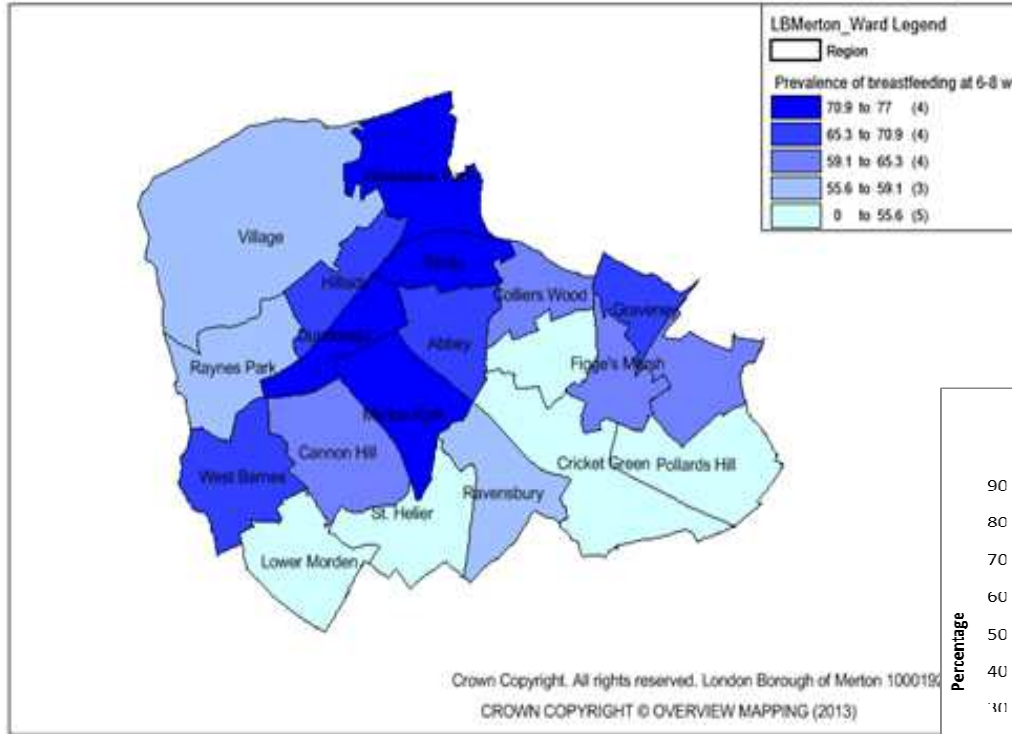 LBMerton_Ward Legend
Region
Prevalence of breastfeeding at 6-8 w
70.9 to 77 (4)
65.3 to 70.9 (4)
59.1 to 65.3 (4)
55.6 to 59.1 (3)
0 to 55.6 (5)
Village
Hillside
Colliers Wood
Graveney
Raynes Park
Abbey
Figge's Marsh
Cannon Hill
West Barnes
Cricket Green
Pollards Hill
Ravensbury
St. Helier
Lower Morden
Crown Copyright. All rights reserved. London Borough of Merton 1000192
CROWN COPYRIGHT © OVERVIEW MAPPING (2013)
Percentage
90
80
70
60
50
40
30